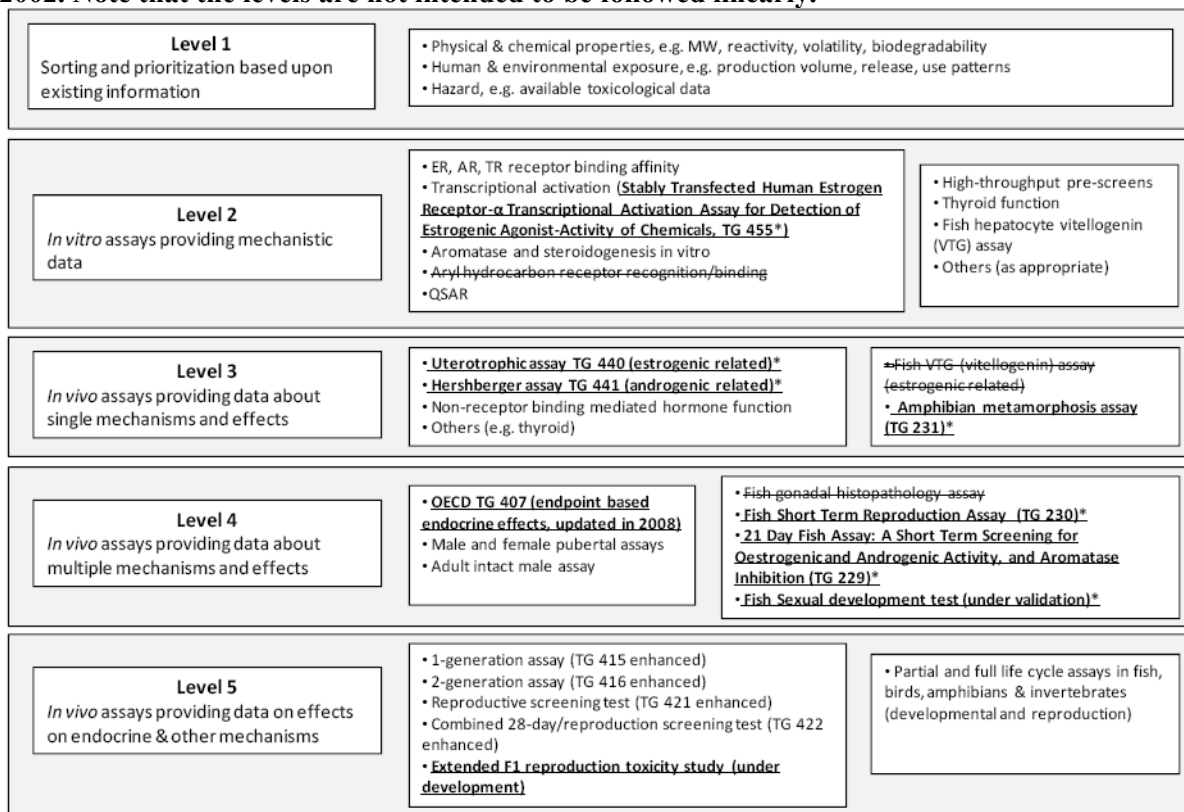 2002. Note that the levels are not intended to be followed linearly.
Level 1
Sorting and prioritization based upon
existing information
• Physical & chemical properties, e.g. MW, reactivity, volatility, biodegradability
• Human & environmental exposure, e.g. production volume, release, use patterns
• Hazard, e.g. available toxicological data
Level 2
In vitro assays providing mechanistic
data
• ER, AR, TR receptor binding affinity
• Transcriptional activation (Stably Transfected Human Estrogen
Receptor-α Transcriptional Activation Assay for Detection of
Estrogenic Agonist-Activity of Chemicals, TG 455*)
• Aromatase and steroidogenesis in vitro
• Aryl hydrocarbon receptor recognition/binding
•QSAR
• High-throughput pre-screens
• Thyroid function
• Fish hepatocyte vitellogenin
(VTG) assay
• Others (as appropriate)
Level 3
In vivo assays providing data about
single mechanisms and effects
• Uterotrophic assay TG 440 (estrogenic related)*
• Hershberger assay TG 441 (androgenic related)*
• Non-receptor binding mediated hormone function
• Others (e.g. thyroid)
• Fish VTG (vitellogenin) assay
(estrogenic related)
• Amphibian metamorphosis assay
(TG 231)*
Level 4
In vivo assays providing data about
multiple mechanisms and effects
• OECD TG 407 (endpoint based
endocrine effects, updated in 2008)
• Male and female pubertal assays
• Adult intact male assay
• Fish gonadal histopathology assay
• Fish Short Term Reproduction Assay (TG 230)*
• 21 Day Fish Assay: A Short Term Screening for
Oestrogenicand Androgenic Activity, and Aromatase
Inhibition (TG 229)*
• Fish Sexual development test (under validation)*
Level 5
In vivo assays providing data on effects
on endocrine & other mechanisms
• 1-generation assay (TG 415 enhanced)
• 2-generation assay (TG 416 enhanced)
• Reproductive screening test (TG 421 enhanced)
• Combined 28-day/reproduction screening test (TG 422
enhanced)
• Extended F1 reproduction toxicity study (under
development)
• Partial and full life cycle assays in fish,
birds, amphibians & invertebrates
(developmental and reproduction)